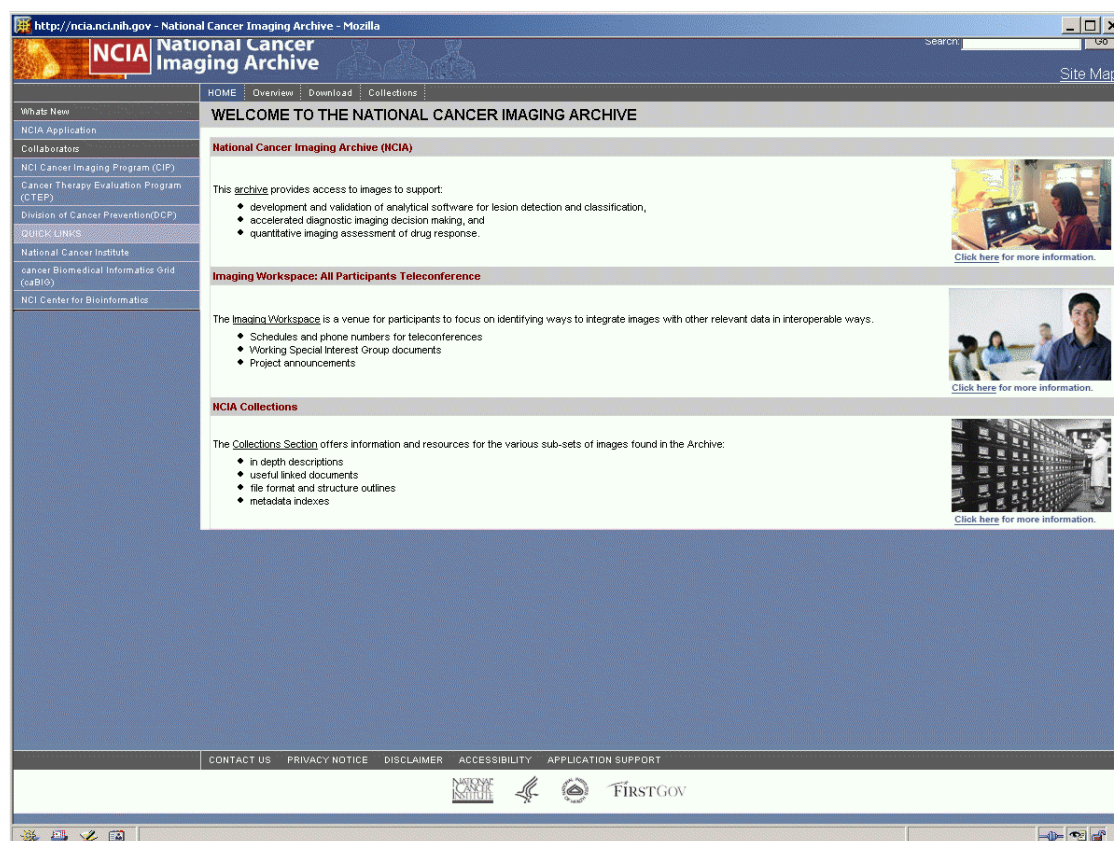 http://ncia.nci.nih.gov - National Cancer Imaging Archive - Mozilla
NCIA National Cancer
Imaging Archive
Search:
Go
Site Map
HOME Overview Download Collections
Whats New
NCIA Application
Collaborators
NCI Cancer Imaging Program (CIP)
Cancer Therapy Evaluation Program
(CTEP)
Division of Cancer Prevention(DCP)
QUICK LINKS
National Cancer Institute
cancer Biomedical Informatics Grid
(caBIG)
NCI Center for Bioinformatics
WELCOME TO THE NATIONAL CANCER IMAGING ARCHIVE
National Cancer Imaging Archive (NCIA)
This archive provides access to images to support:
development and validation of analytical software for lesion detection and classification,
accelerated diagnostic imaging decision making, and
quantitative imaging assessment of drug response.
Click here for more information.
Imaging Workspace: All Participants Teleconference
The Imaging Workspace is a venue for participants to focus on identifying ways to integrate images with other relevant data in interoperable ways.
Schedules and phone numbers for teleconferences
Working Special Interest Group documents
Project announcements
Click here for more information.
NCIA Collections
The Collections Section offers information and resources for the various sub-sets of images found in the Archive:
in depth descriptions
useful linked documents
file format and structure outlines
metadata indexes
Click here for more information.
CONTACT US PRIVACY NOTICE DISCLAIMER ACCESSIBILITY APPLICATION SUPPORT
NATIONAL
CANCER
INSTITUTE
FIRSTGOV